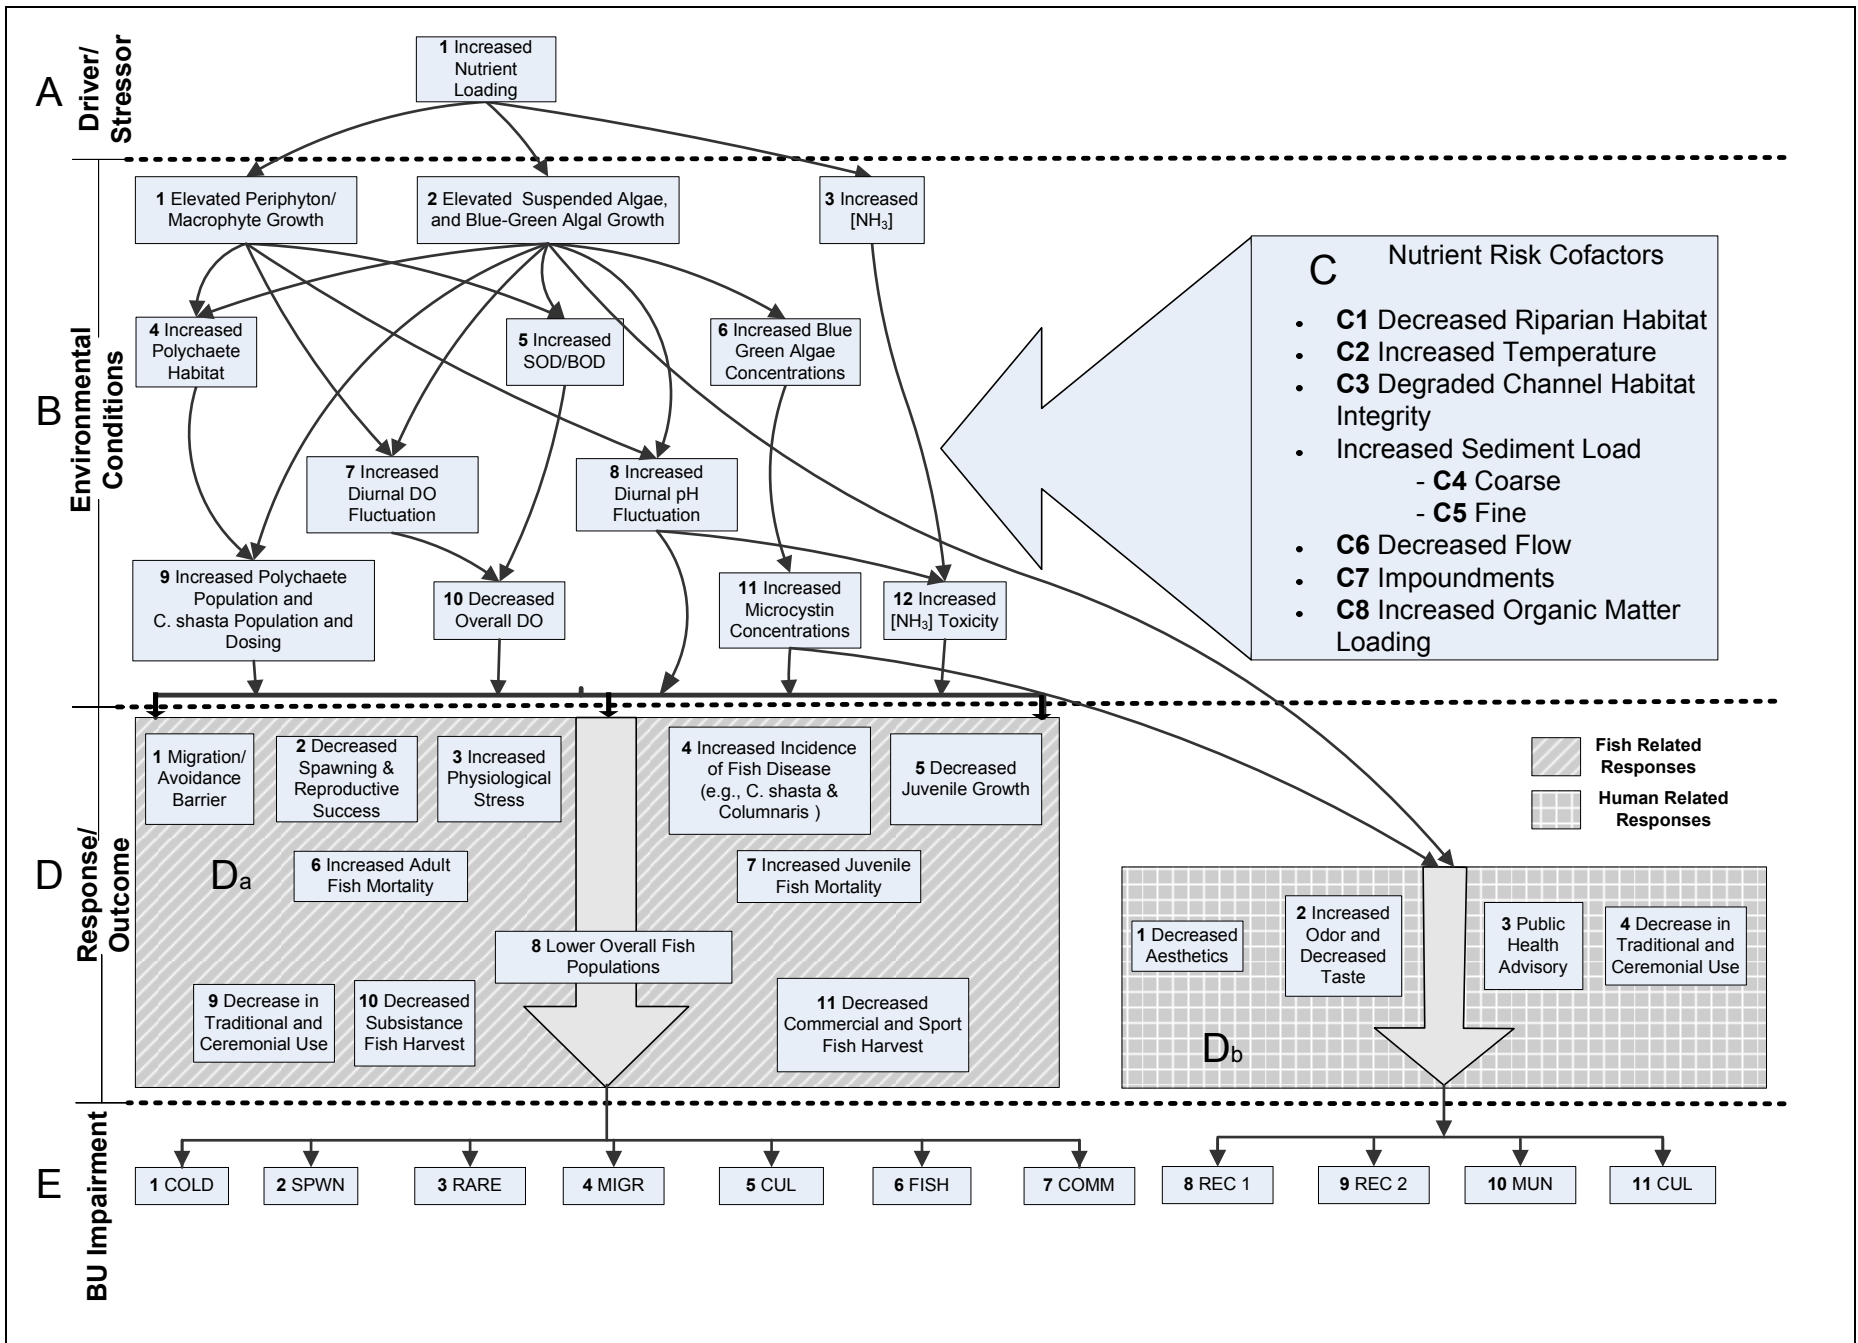 A
Driver/
Stressor
1 Increased
Nutrient
Loading
B
Environmental
Conditions
1 Elevated Periphyton/
Macrophyte Growth
2 Elevated Suspended Algae,
and Blue-Green Algal Growth
3 Increased
[NH3]
4 Increased
Polychaete
Habitat
5 Increased
SOD/BOD
6 Increased Blue
Green Algae
Concentrations
7 Increased
Diurnal DO
Fluctuation
8 Increased
Diurnal pH
Fluctuation
9 Increased Polychaete
Population and
C. shasta Population and
Dosing
10 Decreased
Overall DO
11 Increased
Microcystin
Concentrations
12 Increased
[NH3] Toxicity
C
Nutrient Risk Cofactors
• C1 Decreased Riparian Habitat
• C2 Increased Temperature
• C3 Degraded Channel Habitat
Integrity
• Increased Sediment Load
- C4 Coarse
- C5 Fine
• C6 Decreased Flow
• C7 Impoundments
• C8 Increased Organic Matter
Loading
D
Response/
Outcome
1 Migration/
Avoidance
Barrier
2 Decreased
Spawning &
Reproductive
Success
3 Increased
Physiological
Stress
4 Increased Incidence
of Fish Disease
(e.g., C. shasta &
Columnaris )
5 Decreased
Juvenile Growth
Da
6 Increased Adult
Fish Mortality
7 Increased Juvenile
Fish Mortality
8 Lower Overall Fish
Populations
9 Decrease in
Traditional and
Ceremonial Use
10 Decreased
Subsistance
Fish Harvest
11 Decreased
Commercial and Sport
Fish Harvest
Fish Related
Responses
Human Related
Responses
1 Decreased
Aesthetics
2 Increased
Odor and
Decreased
Taste
3 Public
Health
Advisory
4 Decrease in
Traditional and
Ceremonial Use
Db
E
BU Impairment
1 COLD
2 SPWN
3 RARE
4 MIGR
5 CUL
6 FISH
7 COMM
8 REC 1
9 REC 2
10 MUN
11 CUL